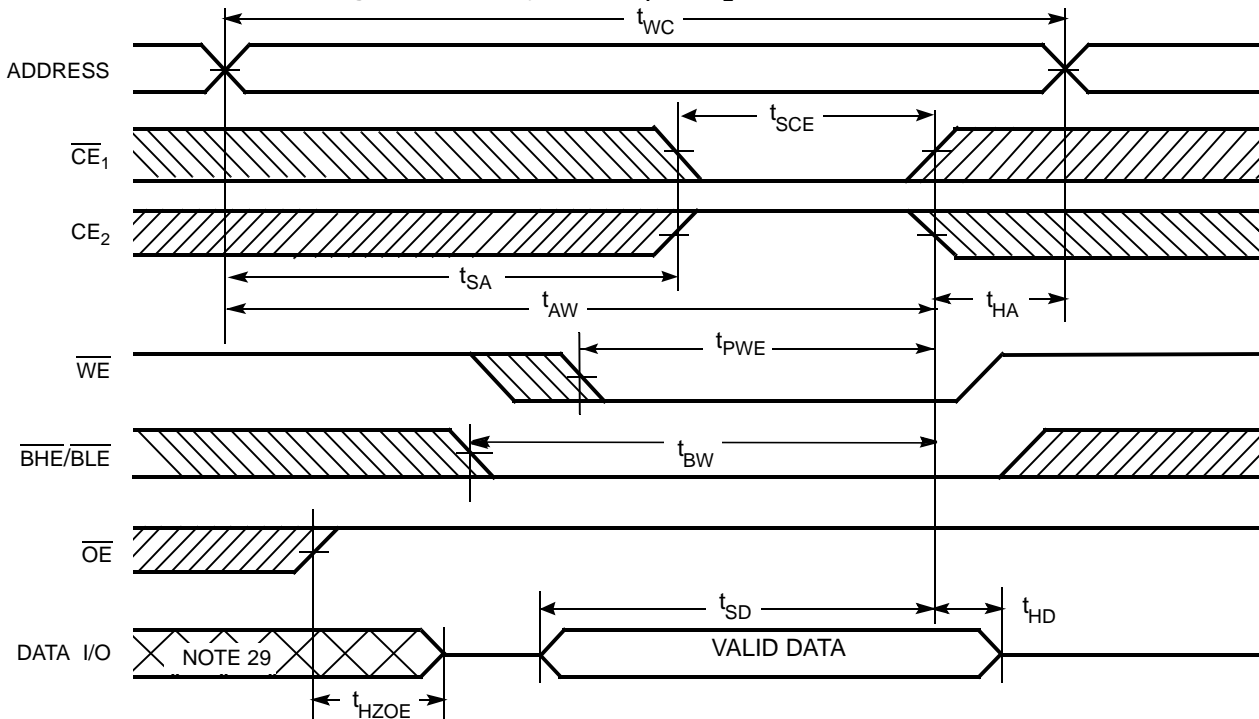 tWC
ADDRESS
tSCE
CE1
CE2
tSA
tAW
tHA
tPWE
WE
BHE/BLE
tBW
OE
tSD
tHD
DATA I/O
NOTE 29
VALID DATA
tHZOE